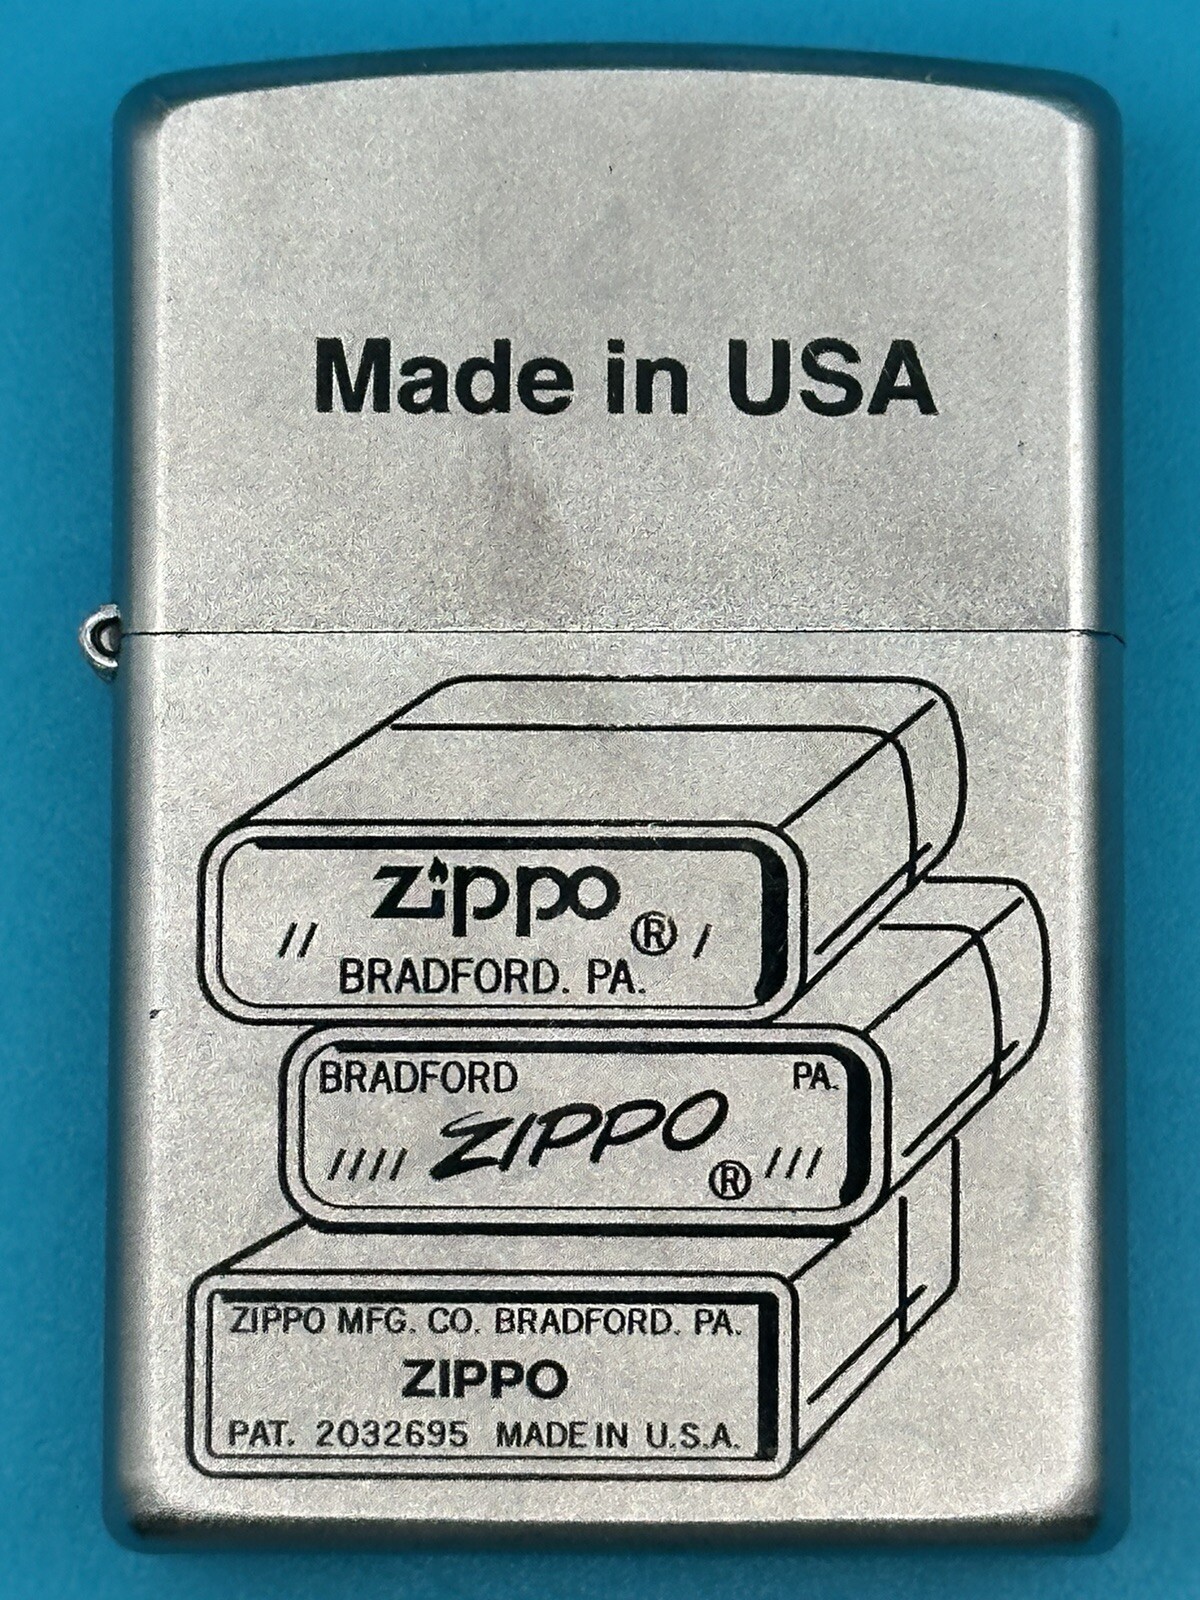 Made in USA
Zippo
// ® /
BRADFORD. PA.
BRADFORD PA.
//// ZIPPO ® ///
ZIPPO MFG. CO. BRADFORD. PA.
ZIPPO
PAT. 2032695 MADE IN U.S.A.